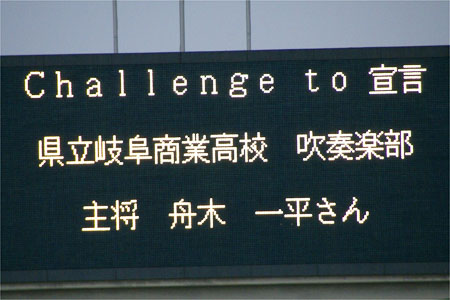 Challenge to 宣言
県立岐阜商業高校　吹奏楽部
主将　舟木　一平さん